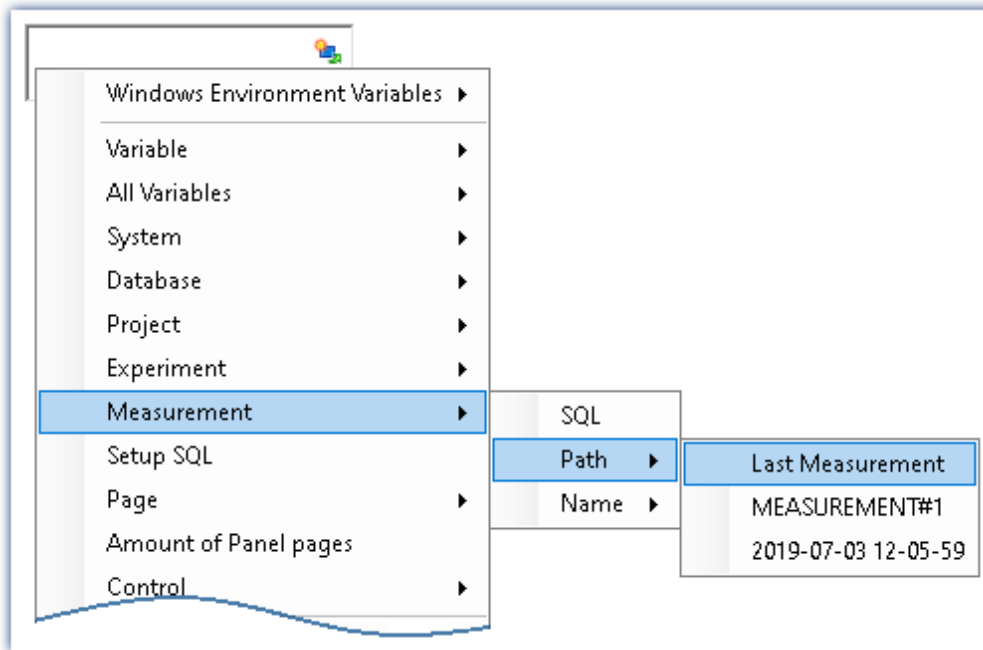 Windows Environment Variables
Variable
All Variables
System
Database
Project
Experiment
Measurement
Setup SQL
Page
Amount of Panel pages
Control
SQL
Path
Name
Last Measurement
MEASUREMENT#1
2019-07-03 12-05-59